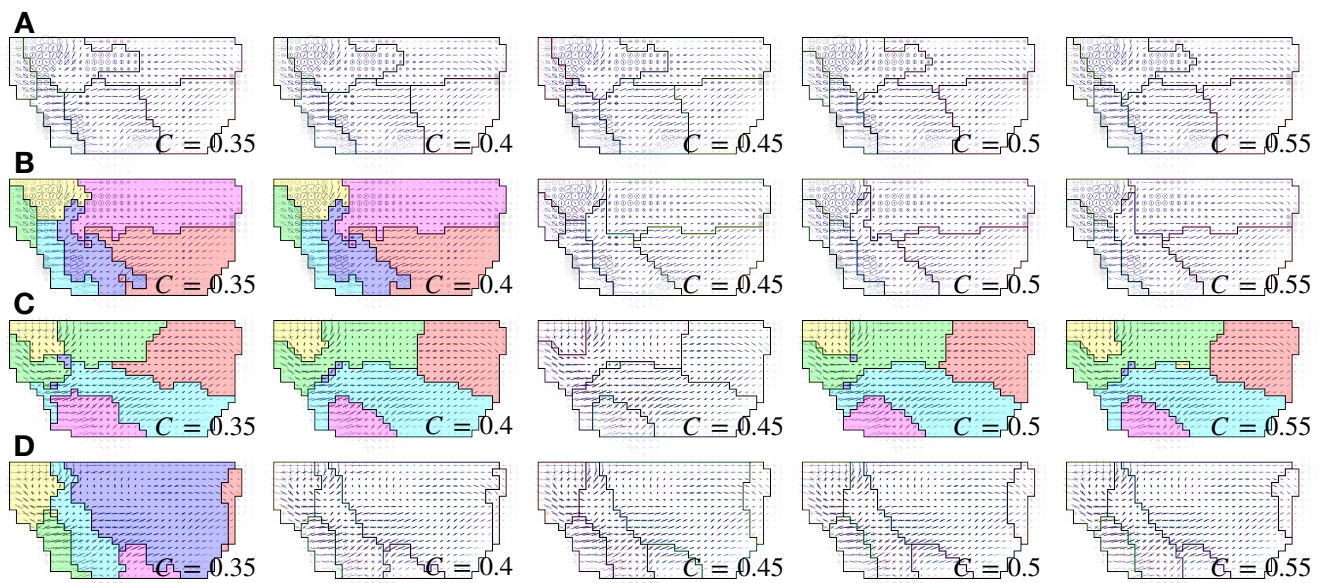 A
C = 0.35 C = 0.4 C = 0.45 C = 0.5 C = 0.55
B
C = 0.35 C = 0.4 C = 0.45 C = 0.5 C = 0.55
C
C = 0.35 C = 0.4 C = 0.45 C = 0.5 C = 0.55
D
C = 0.35 C = 0.4 C = 0.45 C = 0.5 C = 0.55